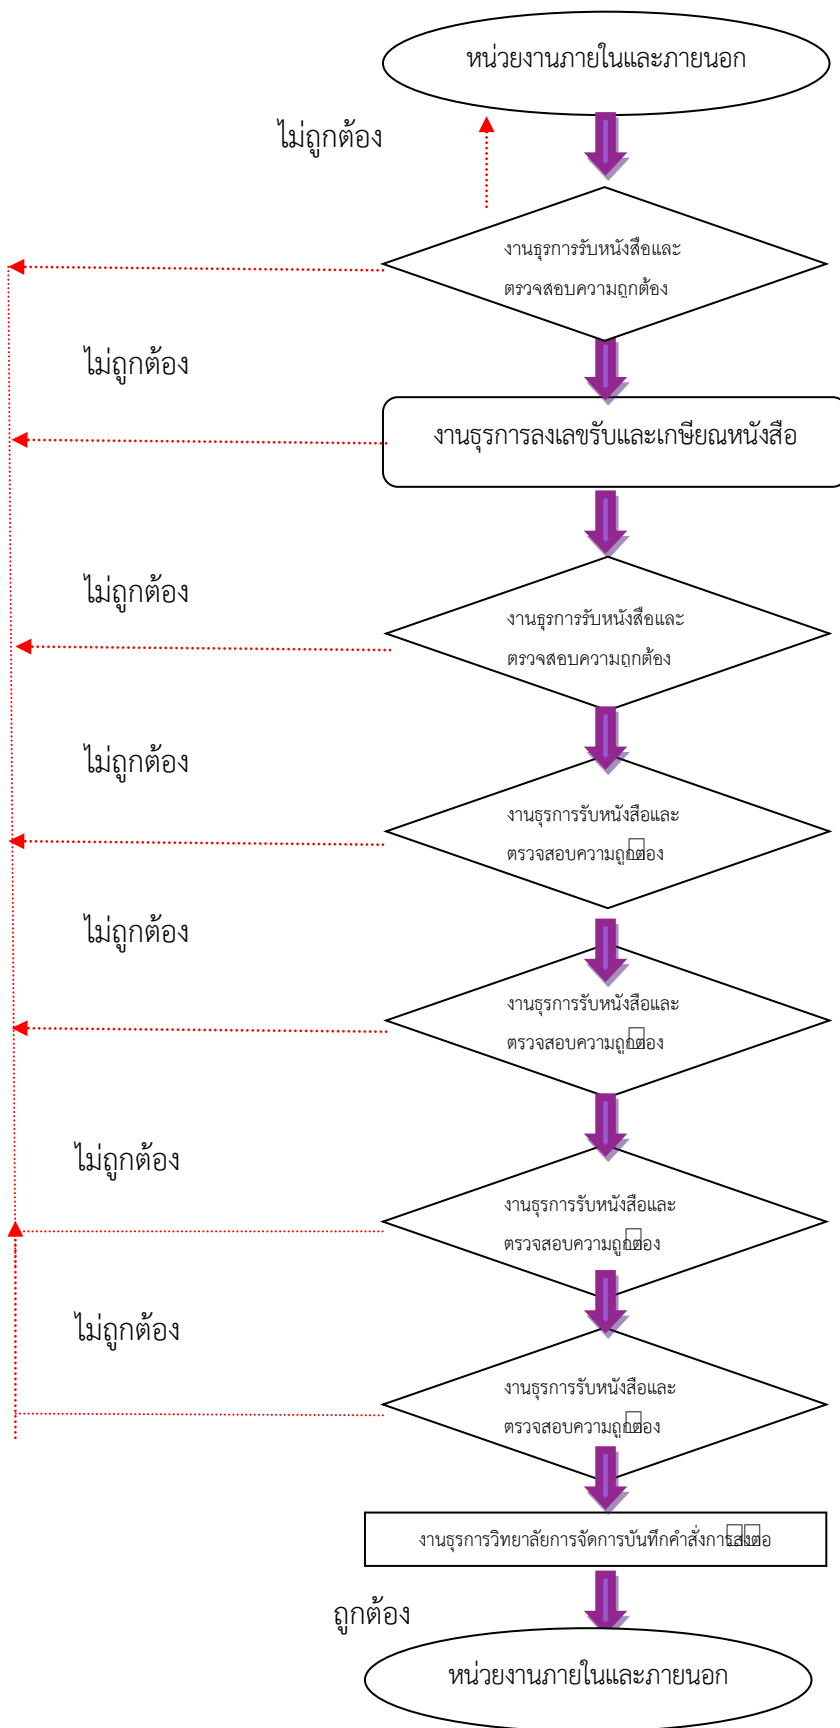 หน่วยงานภายในและภายนอก
ไม่ถูกต้อง
งานธุรการรับหนังสือและ
ตรวจสอบความถูกต้อง
ไม่ถูกต้อง
งานธุรการลงเลขรับและเกษียณหนังสือ
ไม่ถูกต้อง
งานธุรการรับหนังสือและ
ตรวจสอบความถูกต้อง
ไม่ถูกต้อง
งานธุรการรับหนังสือและ
ตรวจสอบความถูกต้อง
ไม่ถูกต้อง
งานธุรการรับหนังสือและ
ตรวจสอบความถูกต้อง
ไม่ถูกต้อง
งานธุรการรับหนังสือและ
ตรวจสอบความถูกต้อง
ไม่ถูกต้อง
งานธุรการรับหนังสือและ
ตรวจสอบความถูกต้อง
งานธุรการวิทยาลัยการจัดการบันทึกคำสั่งการส่งต่อ
ถูกต้อง
หน่วยงานภายในและภายนอก